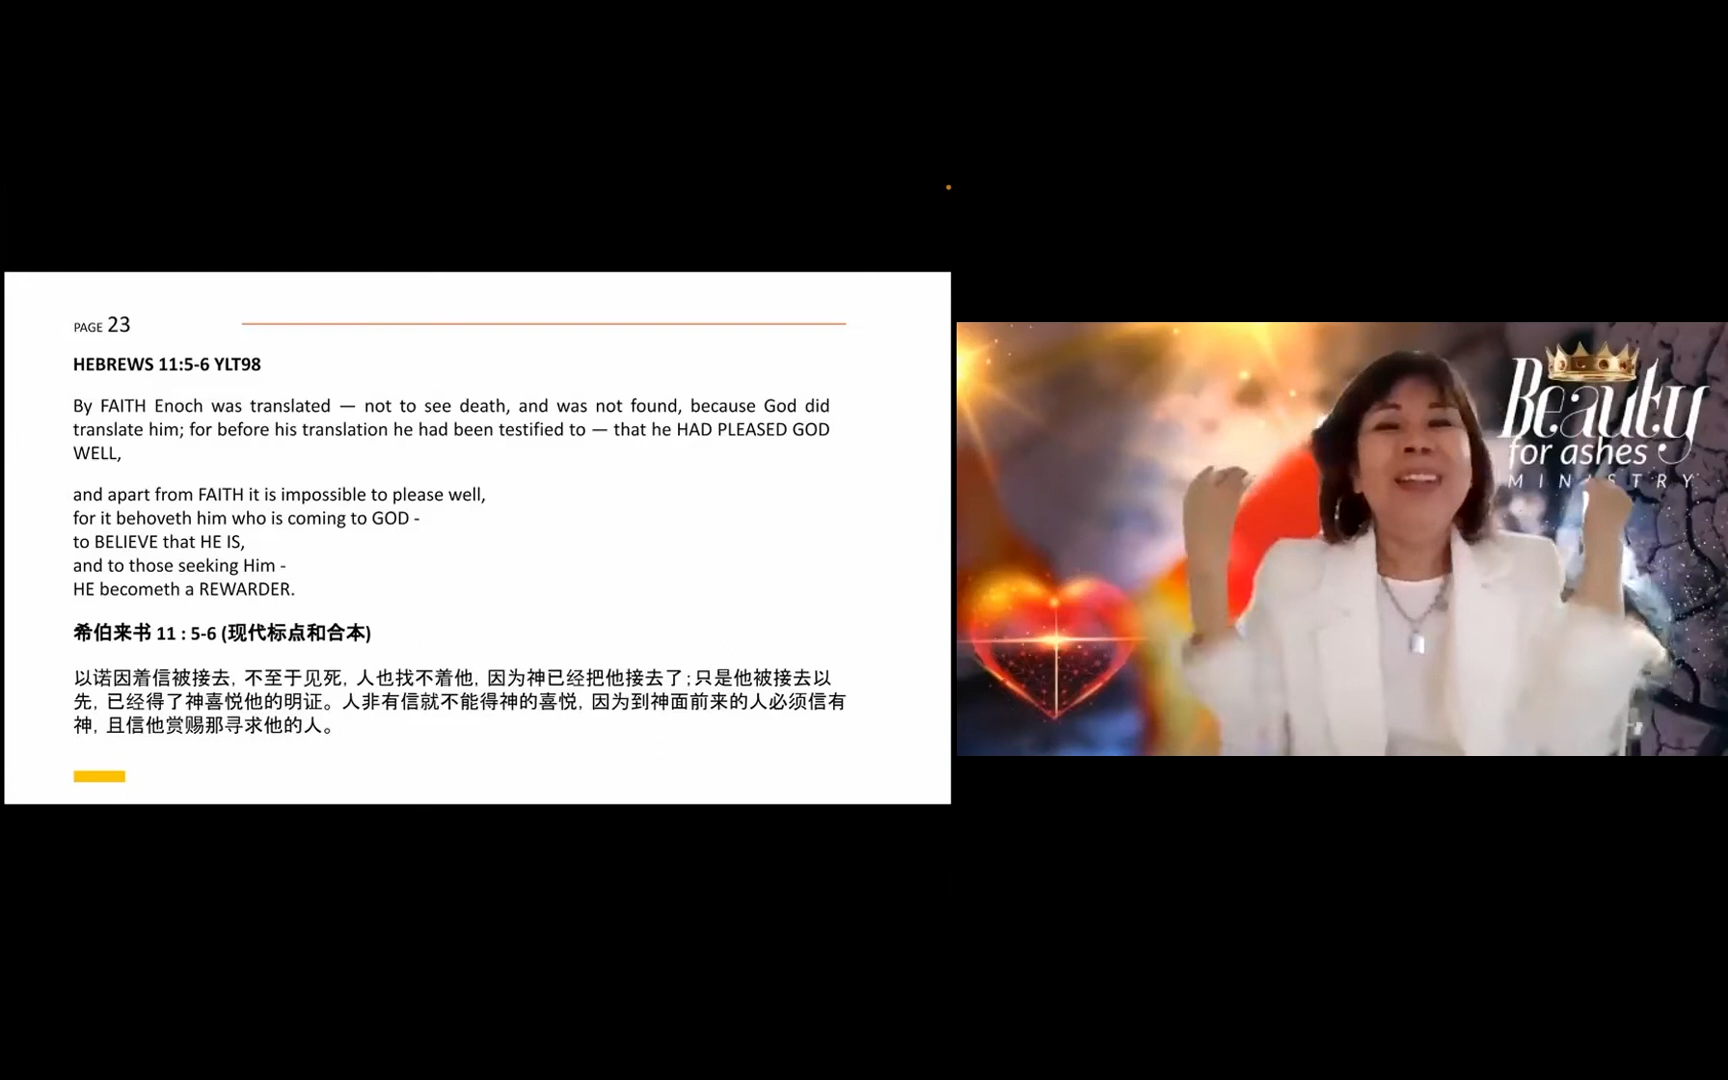 PAGE 23
HEBREWS 11:5-6 YLT98
By FAITH Enoch was translated — not to see death, and was not found, because God did
translate him; for before his translation he had been testified to — that he HAD PLEASED GOD
WELL,
and apart from FAITH it is impossible to please well,
for it behoveth him who is coming to GOD -
to BELIEVE that HE IS,
and to those seeking Him -
HE becometh a REWARDER.
希伯来书 11 : 5-6 (现代标点和合本)
以诺因着信被接去, 不至于见死, 人也找不着他, 因为神已经把他接去了;只是他被接去以
先, 已经得了神喜悦他的明证。人非有信就不能得神的喜悦, 因为到神面前来的人必须信有
神, 且信他赏赐那寻求他的人。
Beauty
for ashes
MINISTRY